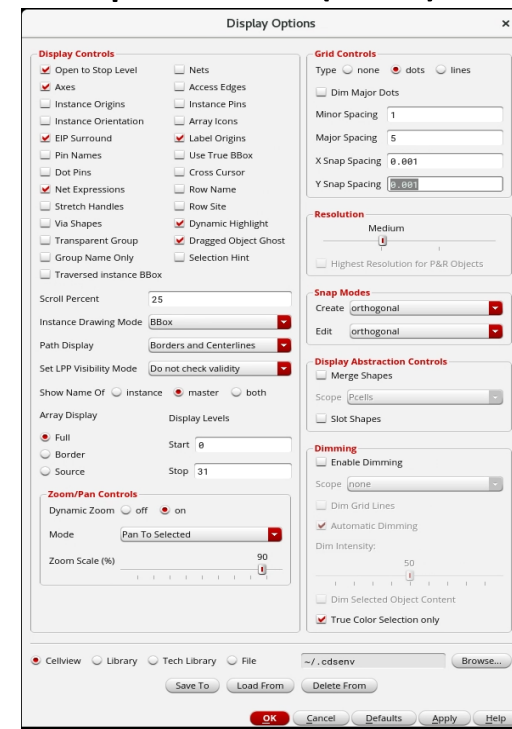 Display Options
Display Controls
Open to Stop Level Nets
Axes Access Edges
Instance Origins Instance Pins
Instance Orientation Array Icons
EIP Surround Label Origins
Pin Names Use True BBox
Dot Pins Cross Cursor
Net Expressions Row Name
Stretch Handles Row Site
Via Shapes Dynamic Highlight
Transparent Group Dragged Object Ghost
Group Name Only Selection Hint
Traversed instance BBox
Scroll Percent 25
Instance Drawing Mode BBox
Path Display Borders and Centerlines
Set LPP Visibility Mode Do not check validity
Show Name Of instance master both
Array Display Display Levels
Full
Border
Source
Start 0
Stop 31
Zoom/Pan Controls
Dynamic Zoom off on
Mode Pan To Selected
Zoom Scale (%) 90
Grid Controls
Type none dots lines
Dim Major Dots
Minor Spacing 1
Major Spacing 5
X Snap Spacing 0.001
Y Snap Spacing 0.001
Resolution
Medium
Highest Resolution for P&R Objects
Snap Modes
Create orthogonal
Edit orthogonal
Display Abstraction Controls
Merge Shapes
Scope Pcells
Slot Shapes
Dimming
Enable Dimming
Scope none
Dim Grid Lines
Automatic Dimming
Dim Intensity:
50
Dim Selected Object Content
True Color Selection only
Cellview Library Tech Library File ~/.cdsenv Browse...
Save To Load From Delete From
OK Cancel Defaults Apply Help